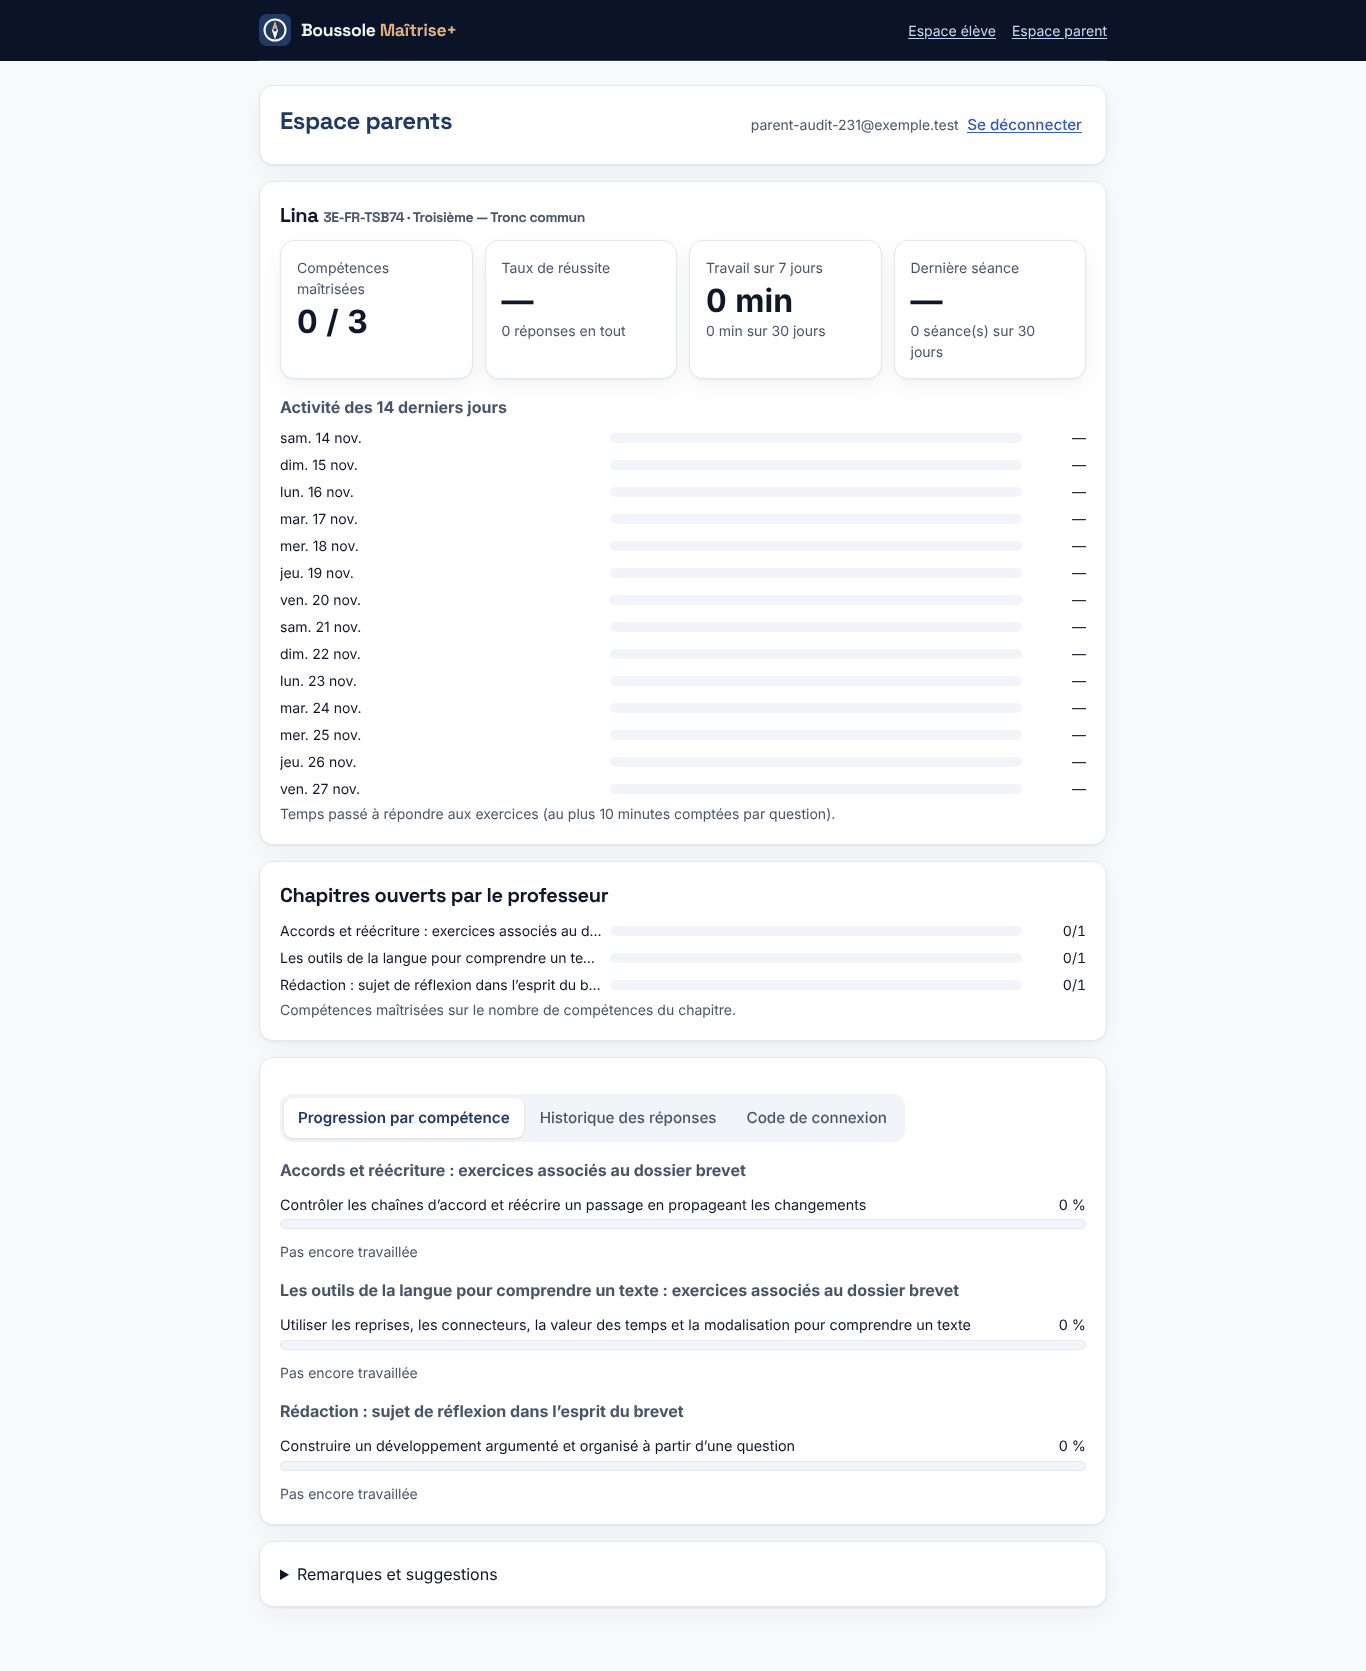 Boussole Maîtrise+
Espace élève Espace parent
Espace parents
parent-audit-231@exemple.test Se déconnecter
Lina 3E-FR-TSB74 · Troisième — Tronc commun
Compétences
maîtrisées
0 / 3
Taux de réussite
—
0 réponses en tout
Travail sur 7 jours
0 min
0 min sur 30 jours
Dernière séance
—
0 séance(s) sur 30
jours
Activité des 14 derniers jours
sam. 14 nov. —
dim. 15 nov. —
lun. 16 nov. —
mar. 17 nov. —
mer. 18 nov. —
jeu. 19 nov. —
ven. 20 nov. —
sam. 21 nov. —
dim. 22 nov. —
lun. 23 nov. —
mar. 24 nov. —
mer. 25 nov. —
jeu. 26 nov. —
ven. 27 nov. —
Temps passé à répondre aux exercices (au plus 10 minutes comptées par question).
Chapitres ouverts par le professeur
Accords et réécriture : exercices associés au d... 0/1
Les outils de la langue pour comprendre un te... 0/1
Rédaction : sujet de réflexion dans l’esprit du b... 0/1
Compétences maîtrisées sur le nombre de compétences du chapitre.
Progression par compétence Historique des réponses Code de connexion
Accords et réécriture : exercices associés au dossier brevet
Contrôler les chaînes d’accord et réécrire un passage en propageant les changements 0 %
Pas encore travaillée
Les outils de la langue pour comprendre un texte : exercices associés au dossier brevet
Utiliser les reprises, les connecteurs, la valeur des temps et la modalisation pour comprendre un texte 0 %
Pas encore travaillée
Rédaction : sujet de réflexion dans l’esprit du brevet
Construire un développement argumenté et organisé à partir d’une question 0 %
Pas encore travaillée
Remarques et suggestions